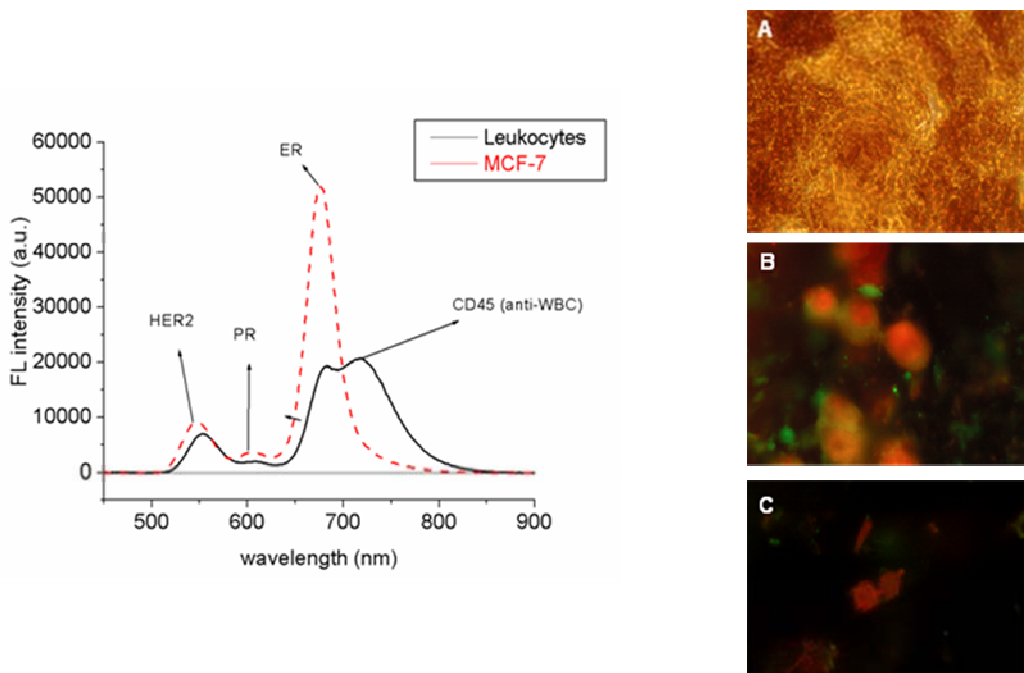 Leukocytes
MCF-7
ER
CD45 (anti-WBC)
HER2
PR
FL intensity (a.u.)
60000
50000
40000
30000
20000
10000
0
500 600 700 800 900
wavelength (nm)
A
B
C